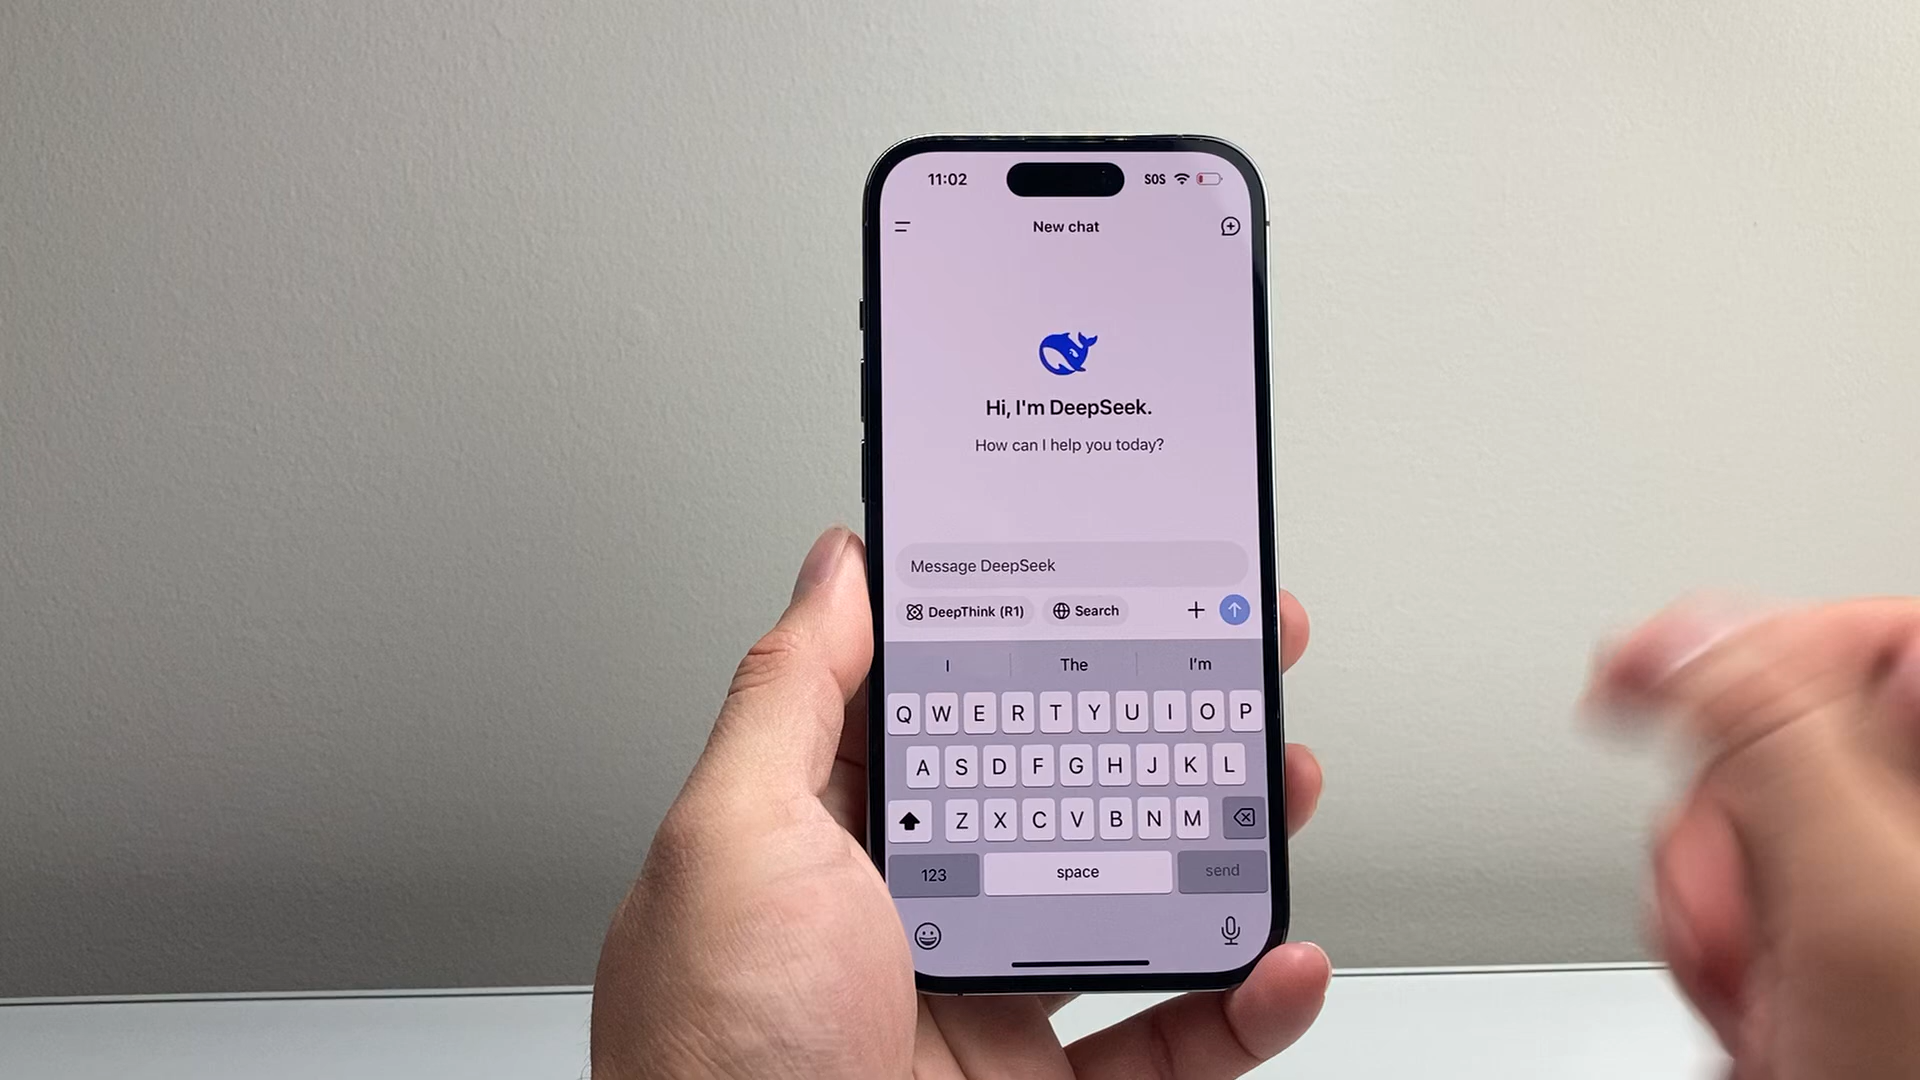 11:02 SOS
New chat
Hi, I'm DeepSeek.
How can I help you today?
Message DeepSeek
DeepThink (R1) Search
I The I'm
Q W E R T Y U I O P
A S D F G H J K L
Z X C V B N M
123 space send